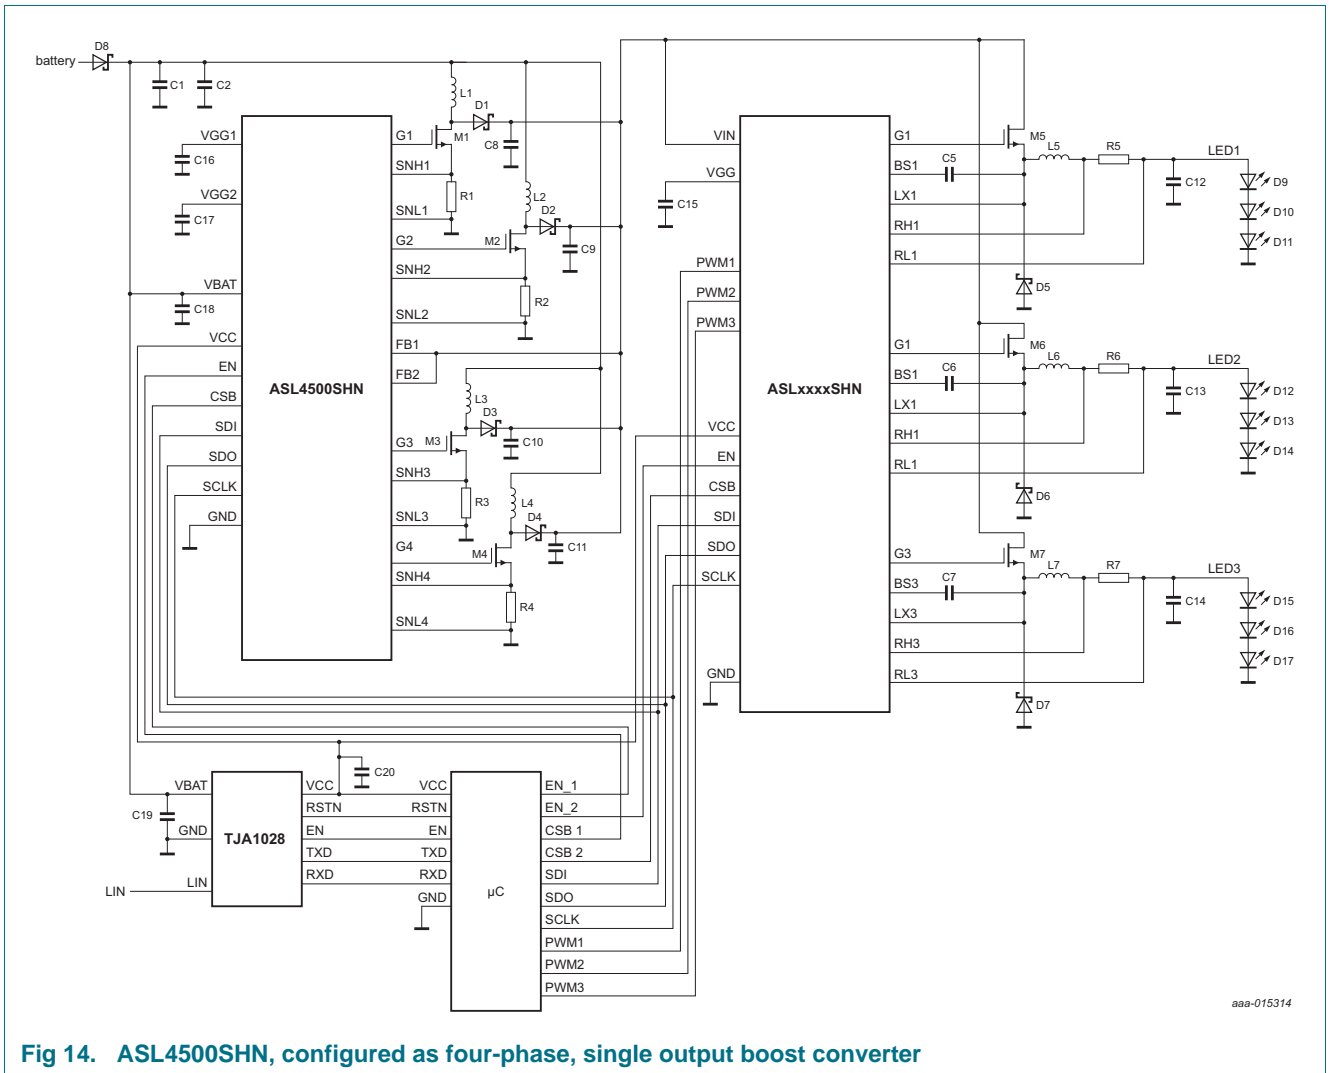 battery
D8
C1
C2
L1
D1
M1
C8
R1
L2
D2
M2
C9
R2
L3
D3
M3
C10
R3
L4
D4
M4
C11
R4
VGG1
C16
VGG2
C17
VBAT
C18
VCC
EN
CSB
SDI
SDO
SCLK
GND
ASL4500SHN
G1
SNH1
SNL1
G2
SNH2
SNL2
FB1
FB2
G3
SNH3
SNL3
G4
SNH4
SNL4
VIN
VGG
C15
PWM1
PWM2
PWM3
VCC
EN
CSB
SDI
SDO
SCLK
GND
ASLxxxxSHN
G1
BS1
LX1
RH1
RL1
G1
BS1
LX1
RH1
RL1
G3
BS3
LX3
RH3
RL3
M5
C5
L5
R5
LED1
C12
D9
D10
D11
D5
M6
C6
L6
R6
LED2
C13
D12
D13
D14
D6
M7
C7
L7
R7
LED3
C14
D15
D16
D17
D7
VBAT
C19
GND
LIN
LIN
TJA1028
VCC
RSTN
EN
TXD
RXD
C20
VCC
RSTN
EN
TXD
RXD
GND
µC
EN_1
EN_2
CSB 1
CSB 2
SDI
SDO
SCLK
PWM1
PWM2
PWM3
aaa-015314
Fig 14. ASL4500SHN, configured as four-phase, single output boost converter